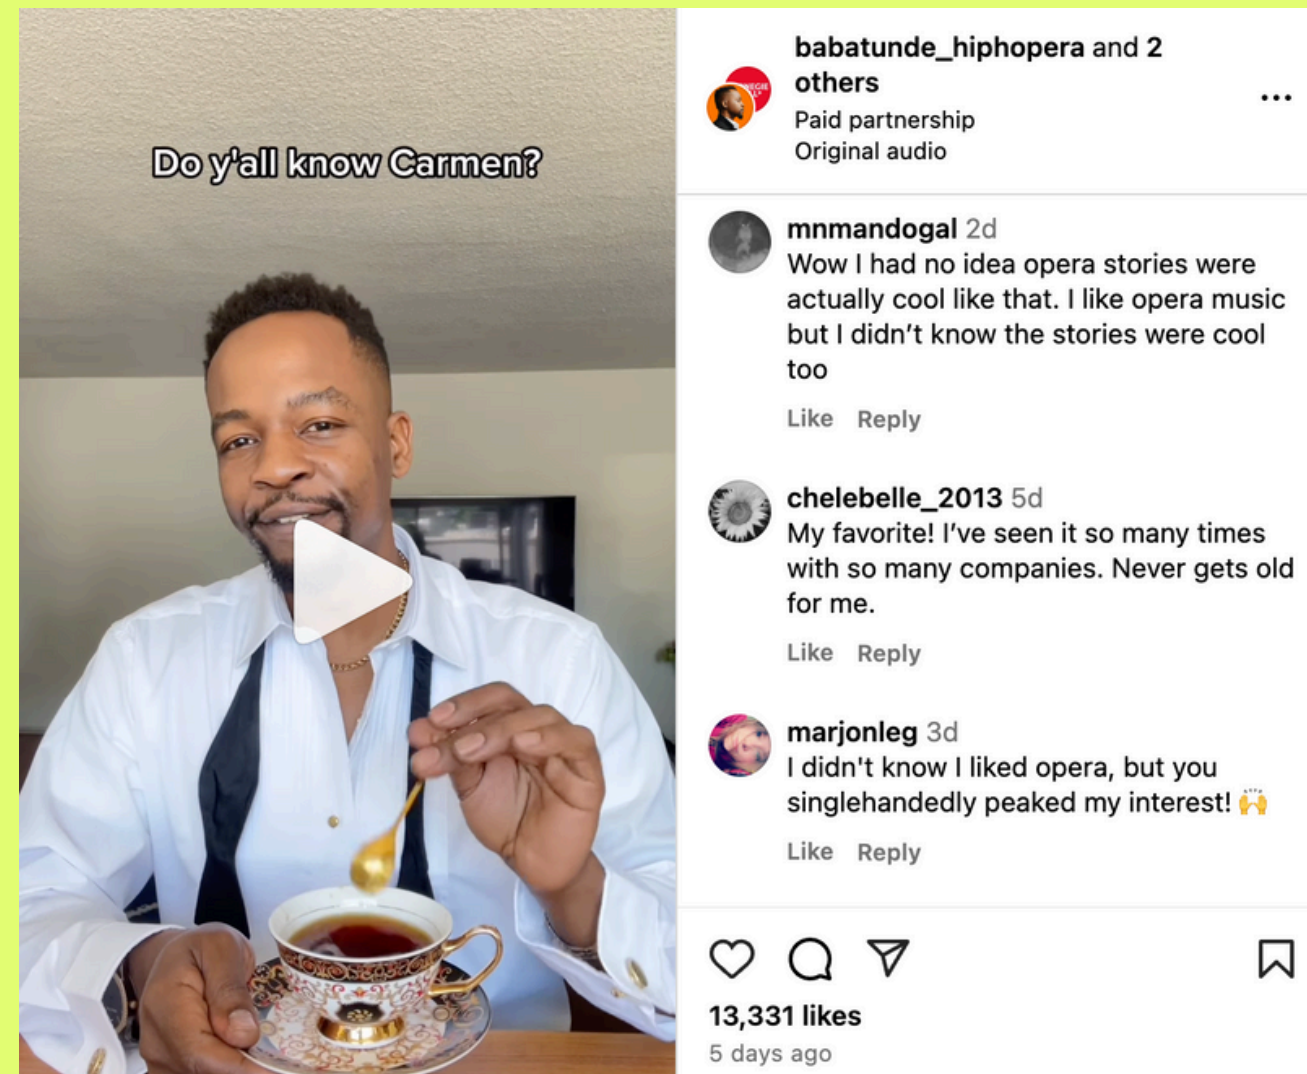 Do y'all know Carmen?
babatunde_hiphopera and 2
others
Paid partnership
Original audio
mnmandogal 2d
Wow I had no idea opera stories were
actually cool like that. I like opera music
but I didn’t know the stories were cool
too
Like Reply
chelebelle_2013 5d
My favorite! I’ve seen it so many times
with so many companies. Never gets old
for me.
Like Reply
marjonleg 3d
I didn't know I liked opera, but you
singlehandedly peaked my interest! 🙌
Like Reply
13,331 likes
5 days ago